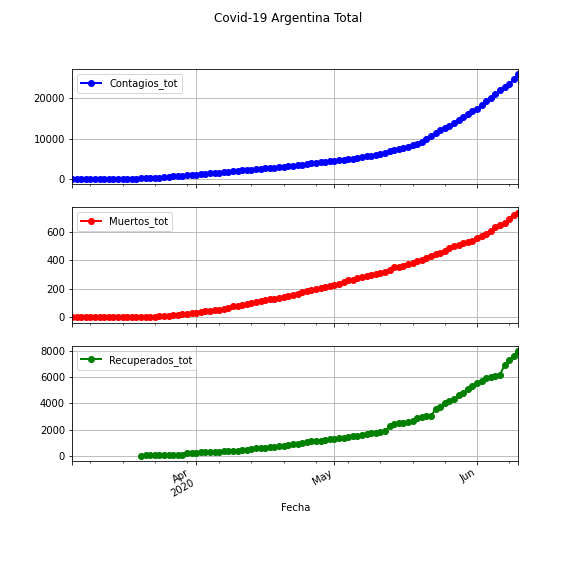 Covid-19 Argentina Total
Contagios_tot
20000
10000
0
Muertos_tot
600
400
200
0
Recuperados_tot
8000
6000
4000
2000
0
Apr
2020
May
Jun
Fecha